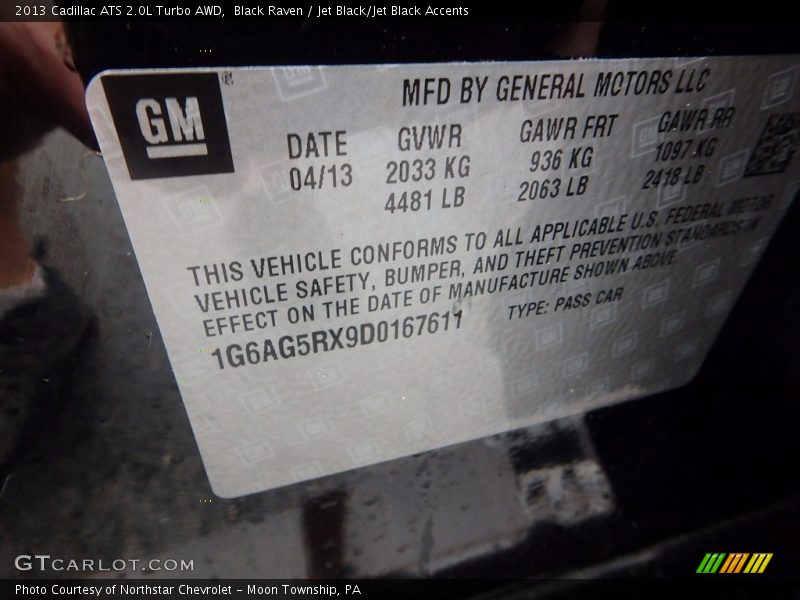 2013 Cadillac ATS 2.0L Turbo AWD, Black Raven / Jet Black/Jet Black Accents
GM ®
MFD BY GENERAL MOTORS LLC
DATE GVWR GAWR FRT GAWR RR
04/13 2033 KG 936 KG 1097 KG
4481 LB 2063 LB 2418 LB
THIS VEHICLE CONFORMS TO ALL APPLICABLE U.S. FEDERAL MOTOR
VEHICLE SAFETY, BUMPER, AND THEFT PREVENTION STANDARDS IN
EFFECT ON THE DATE OF MANUFACTURE SHOWN ABOVE.
1G6AG5RX9D0167611 TYPE: PASS CAR
GTCARLOT.COM
Photo Courtesy of Northstar Chevrolet - Moon Township, PA